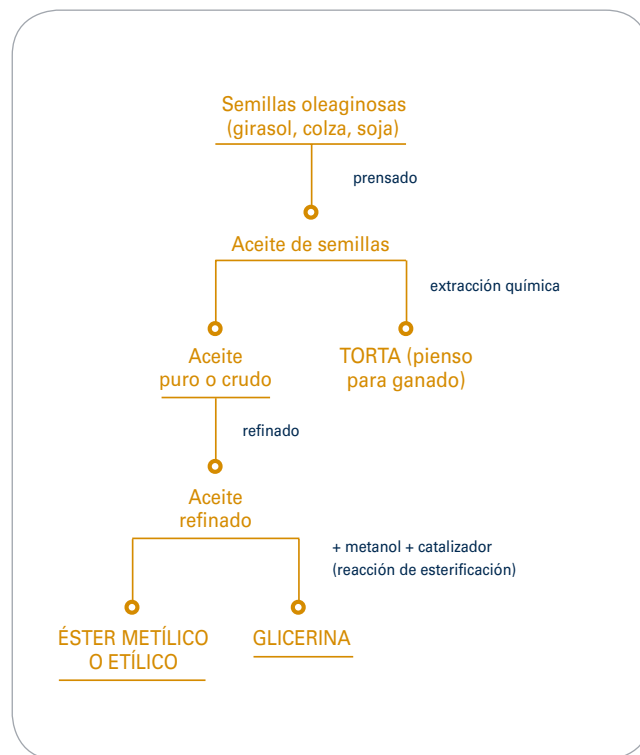 Semillas oleaginosas
(girasol, colza, soja)
prensado
Aceite de semillas
extracción química
Aceite
puro o crudo
TORTA (pienso
para ganado)
refinado
Aceite
refinado
+ metanol + catalizador
(reacción de esterificación)
ÉSTER METÍLICO
O ETÍLICO
GLICERINA